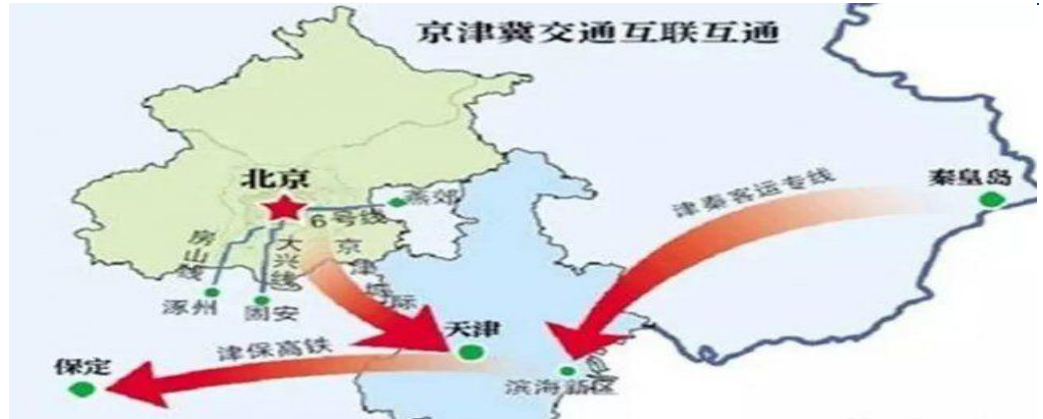 京津冀交通互联互通
北京
燕郊
6号线
房山线
大兴线
京津城际
涿州
固安
津秦客运专线
秦皇岛
天津
津保高铁
保定
滨海新区